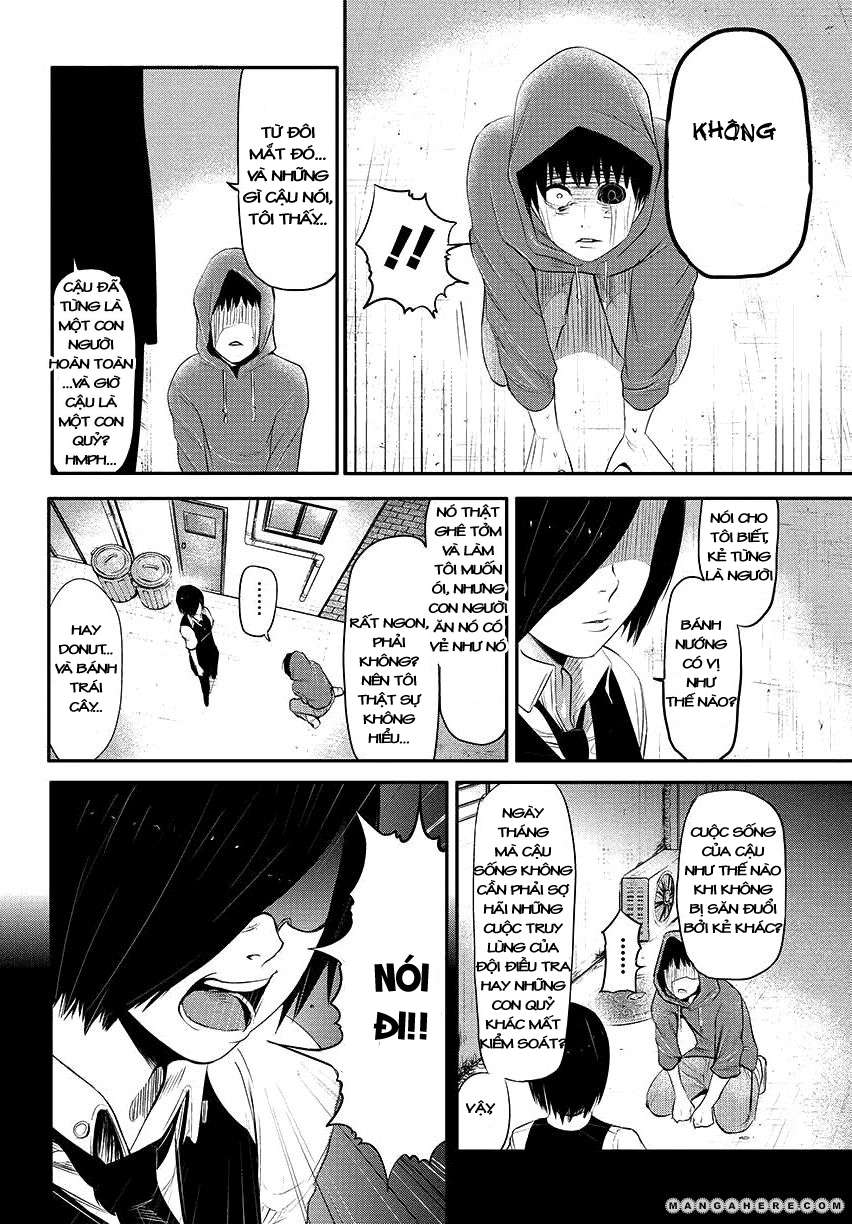 KHÔNG
!!
TỪ ĐÔI
MẮT ĐÓ...
VÀ NHỮNG
GÌ CẬU NÓI,
TÔI THẤY..
CẬU ĐÃ
TỪNG LÀ
MỘT CON
NGƯỜI
HOÀN TOÀN
...VÀ GIỜ
CẬU LÀ
MỘT CON
QUỶ?
HMPH...
NÓI CHO
TÔI BIẾT,
KẺ TỪNG
LÀ NGƯỜI
BÁNH
NƯỚNG
CÓ VỊ
NHƯ
THẾ NÀO?
NÓ THẬT
GHÊ TỞM
VÀ LÀM
TÔI MUỐN
ÓI, NHƯNG
CON NGƯỜI
ĂN NÓ CÓ
VẺ NHƯ NÓ
RẤT NGON,
PHẢI
KHÔNG?
NÊN TÔI
THẬT SỰ
KHÔNG
HIỂU...
.....
HAY
DONUT...
VÀ BÁNH
TRÁI
CÂY...
CUỘC SỐNG
CỦA CẬU
NHƯ THẾ NÀO
KHI KHÔNG
BỊ SĂN ĐUỔI
BỞI KẺ KHÁC?
.....
NGÀY
THÁNG
MÀ CẬU
SỐNG KHÔNG
CẦN PHẢI SỢ
HÃI NHỮNG
CUỘC TRUY
LÙNG CỦA
ĐỘI ĐIỀU TRA
HAY NHỮNG
CON QUỶ
KHÁC MẤT
KIỂM SOÁT?
VẬY.
NÓI
ĐI!!
MANGAHERE.COM